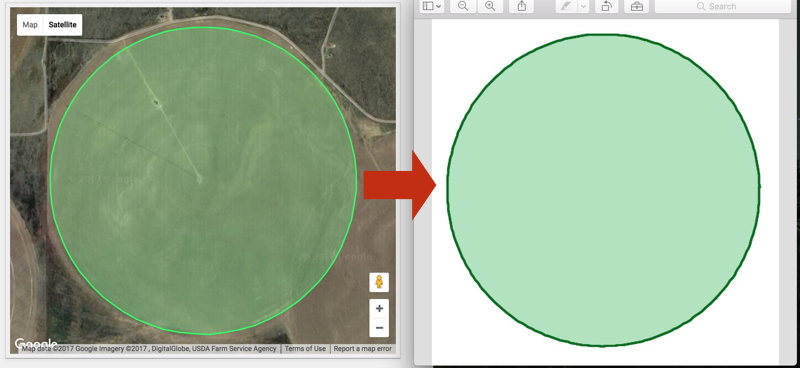 Map Satellite
Search
Google
Map data ©2017 Google Imagery ©2017 , DigitalGlobe, USDA Farm Service Agency Terms of Use Report a map error